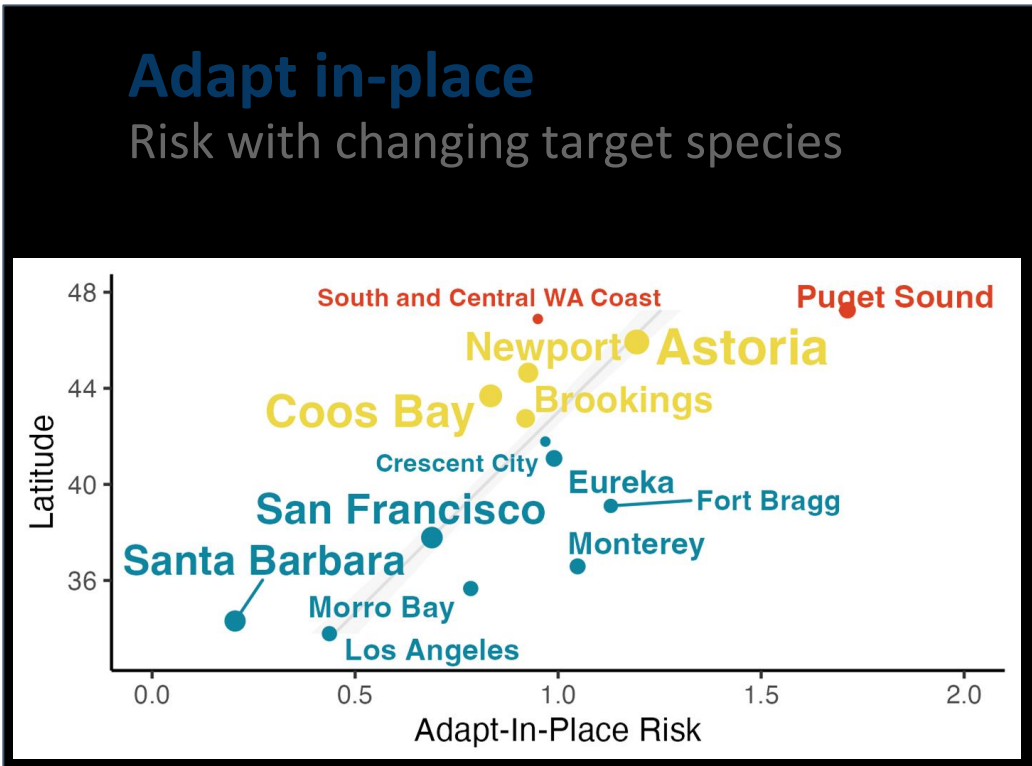 Adapt in-place
Risk with changing target species
48
44
40
36
Latitude
South and Central WA Coast
Puget Sound
Newport
Astoria
Coos Bay
Brookings
Crescent City
Eureka
Fort Bragg
San Francisco
Monterey
Santa Barbara
Morro Bay
Los Angeles
0.0 0.5 1.0 1.5 2.0
Adapt-In-Place Risk